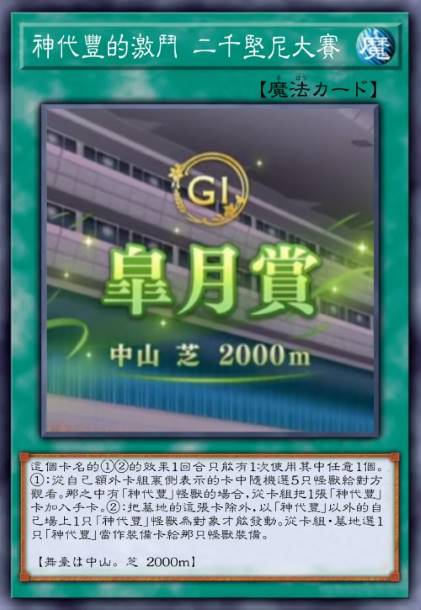 神代豐的激鬥 二千堅尼大賽
魔
まほう
【魔法カード】
GI
皐月賞
中山 芝 2000m
這個卡名的①②的效果1回合只能有1次使用其中任意1個。
①：從自己額外卡組裏側表示的卡中隨機選5只怪獸給對方
觀看。那之中有「神代豐」怪獸的場合，從卡組把1張「神代豐」
卡加入手卡。②：把墓地的這張卡除外，以「神代豐」以外的自
己場上1只「神代豐」怪獸為對象才能發動。從卡組·墓地選1
只「神代豐」當作裝備卡給那只怪獸裝備。
【舞臺は中山。芝 2000m】